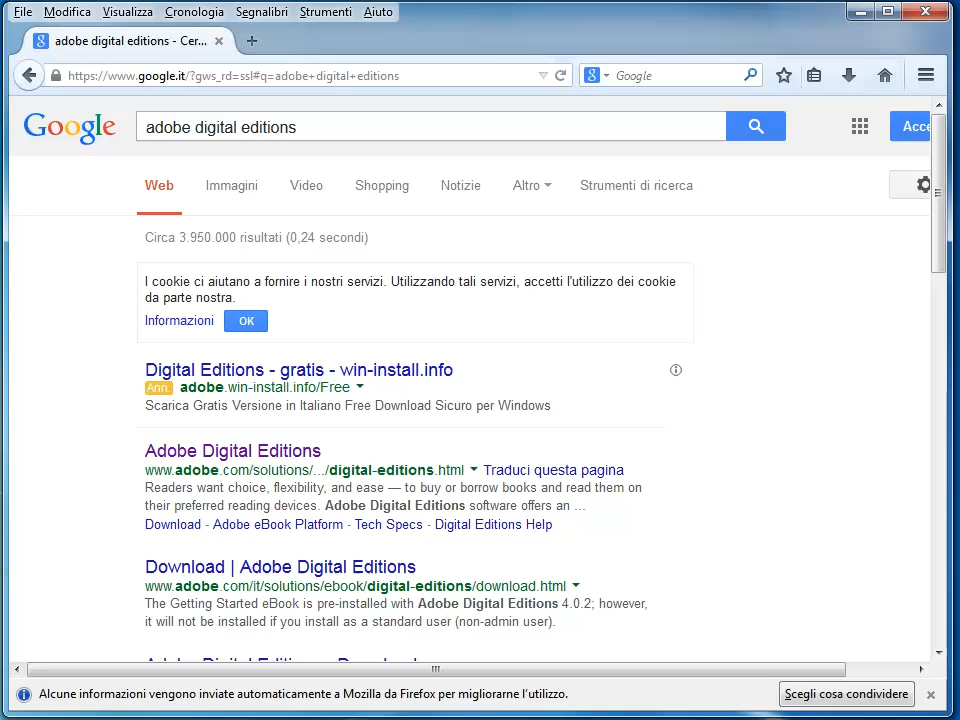 File Modifica Visualizza Cronologia Segnalibri Strumenti Aiuto
adobe digital editions - Cer...
https://www.google.it/?gws_rd=ssl#q=adobe+digital+editions
Google
Google
adobe digital editions
Acce
Web Immagini Video Shopping Notizie Altro Strumenti di ricerca
Circa 3.950.000 risultati (0,24 secondi)
I cookie ci aiutano a fornire i nostri servizi. Utilizzando tali servizi, accetti l'utilizzo dei cookie
da parte nostra.
Informazioni OK
Digital Editions - gratis - win-install.info
Ann. adobe.win-install.info/Free
Scarica Gratis Versione in Italiano Free Download Sicuro per Windows
Adobe Digital Editions
www.adobe.com/solutions/.../digital-editions.html Traduci questa pagina
Readers want choice, flexibility, and ease — to buy or borrow books and read them on
their preferred reading devices. Adobe Digital Editions software offers an ...
Download - Adobe eBook Platform - Tech Specs - Digital Editions Help
Download | Adobe Digital Editions
www.adobe.com/it/solutions/ebook/digital-editions/download.html
The Getting Started eBook is pre-installed with Adobe Digital Editions 4.0.2; however,
it will not be installed if you install as a standard user (non-admin user).
Alcune informazioni vengono inviate automaticamente a Mozilla da Firefox per migliorarne l'utilizzo.
Scegli cosa condividere